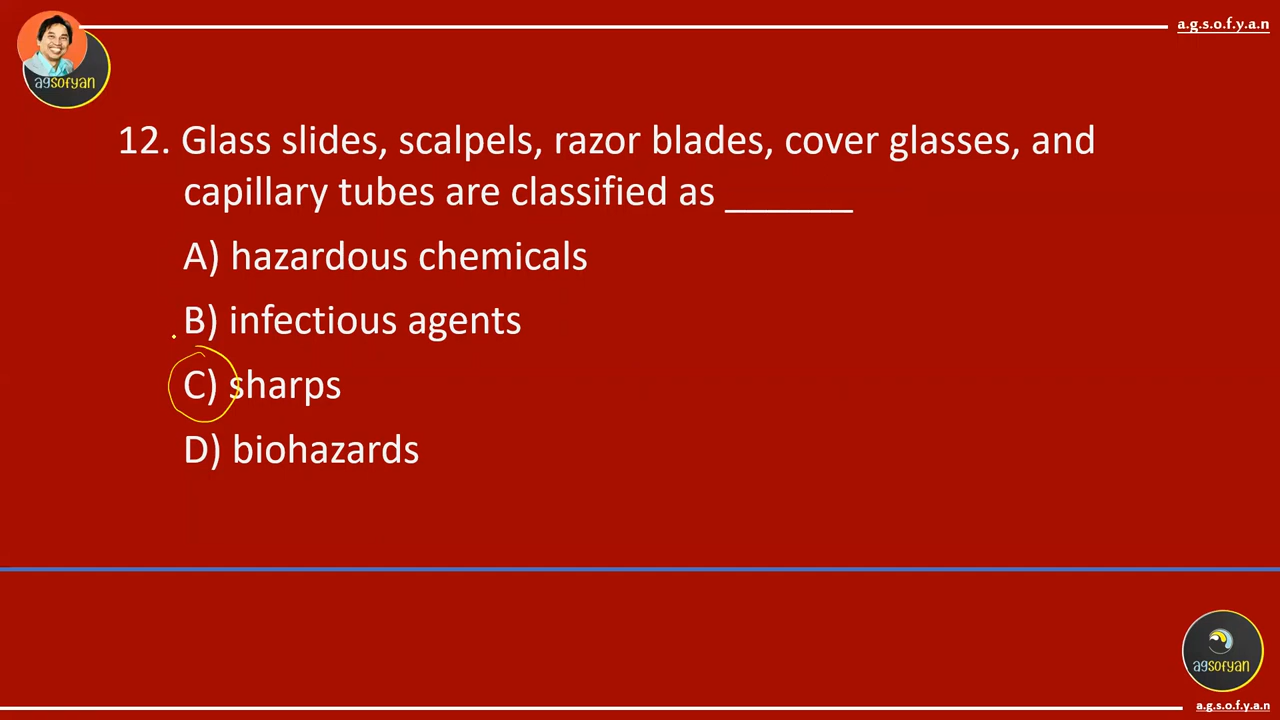 a.g.s.o.f.y.a.n
agsofyan
12. Glass slides, scalpels, razor blades, cover glasses, and
capillary tubes are classified as ______
A) hazardous chemicals
B) infectious agents
C) sharps
D) biohazards
agsofyan
a.g.s.o.f.y.a.n